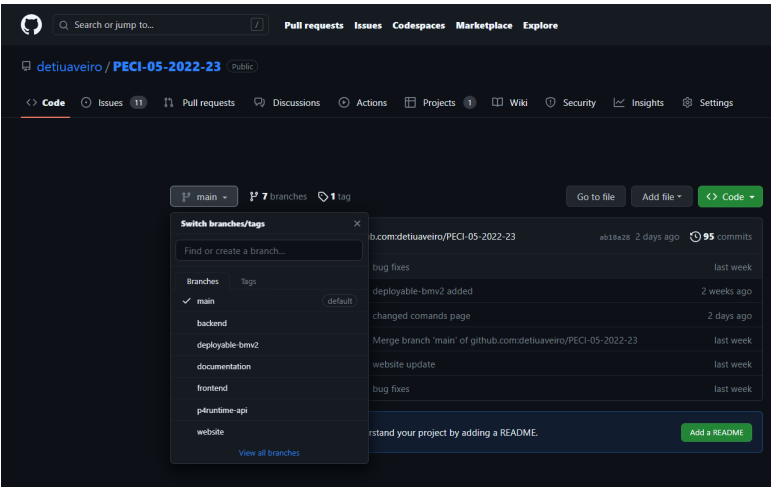 Search or jump to... / Pull requests Issues Codespaces Marketplace Explore
detiuaveiro / PECI-05-2022-23 Public
<> Code Issues 11 Pull requests Discussions Actions Projects 1 Wiki Security Insights Settings
main 7 branches 1 tag Go to file Add file <> Code
Switch branches/tags ×
Find or create a branch...
Branches Tags
✓ main default
backend
deployable-bmv2
documentation
frontend
p4runtime-api
website
View all branches
b.com:detiuaveiro/PECI-05-2022-23 ab18a28 2 days ago 95 commits
bug fixes last week
deployable-bmv2 added 2 weeks ago
changed comands page 2 days ago
Merge branch 'main' of github.com:detiuaveiro/PECI-05-2022-23 last week
website update last week
bug fixes last week
rstand your project by adding a README. Add a README